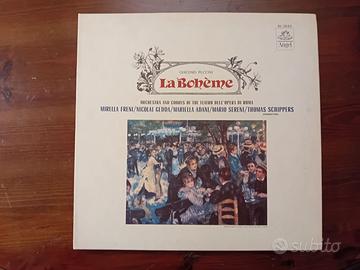 Angel
GIACOMO PUCCINI
La Bohème
ORCHESTRA AND CHORUS OF THE TEATRO DELL'OPERA DI ROMA
MIRELLA FRENI/NICOLAI GEDDA/MARIELLA ADANI/MARIO SERENI/THOMAS SCHIPPERS
subito